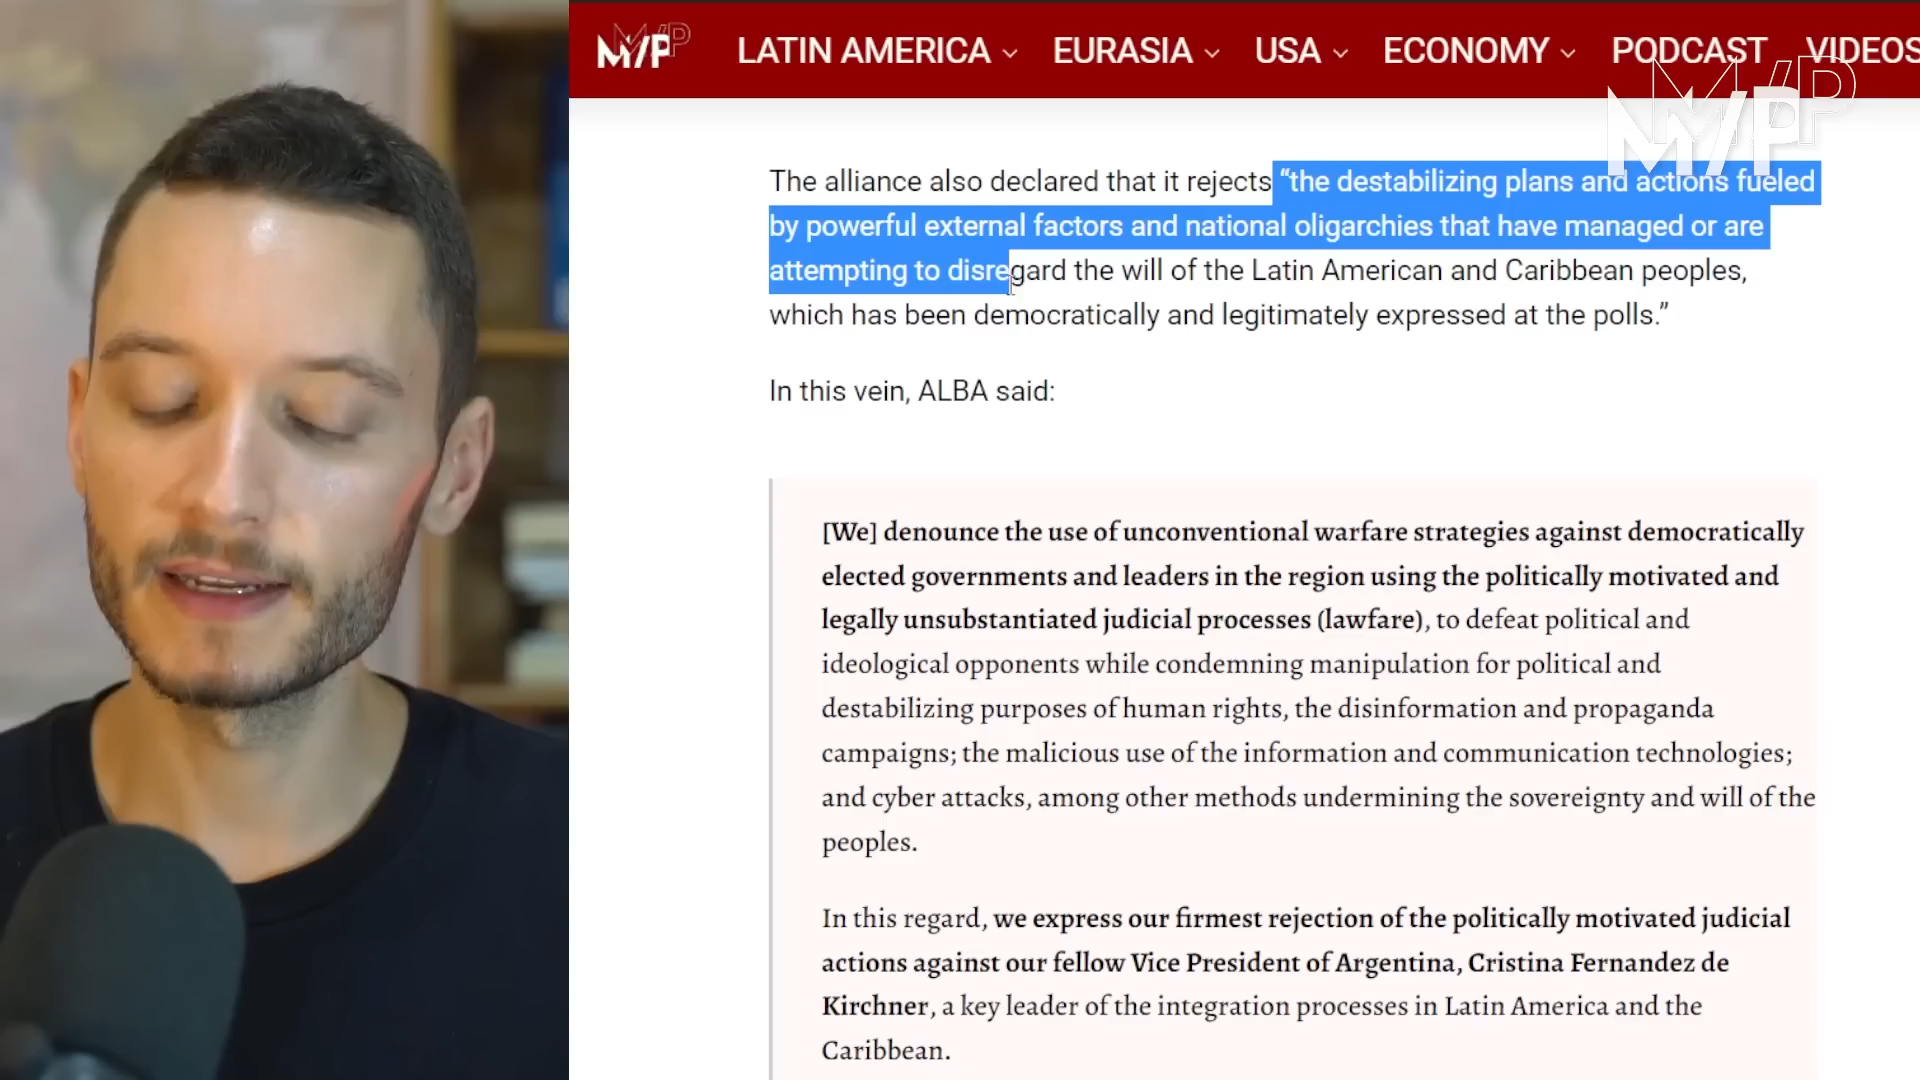 M/P LATIN AMERICA EURASIA USA ECONOMY PODCAST VIDEOS
M/P
The alliance also declared that it rejects “the destabilizing plans and actions fueled
by powerful external factors and national oligarchies that have managed or are
attempting to disregard the will of the Latin American and Caribbean peoples,
which has been democratically and legitimately expressed at the polls.”
In this vein, ALBA said:
[We] denounce the use of unconventional warfare strategies against democratically
elected governments and leaders in the region using the politically motivated and
legally unsubstantiated judicial processes (lawfare), to defeat political and
ideological opponents while condemning manipulation for political and
destabilizing purposes of human rights, the disinformation and propaganda
campaigns; the malicious use of the information and communication technologies;
and cyber attacks, among other methods undermining the sovereignty and will of the
peoples.
In this regard, we express our firmest rejection of the politically motivated judicial
actions against our fellow Vice President of Argentina, Cristina Fernandez de
Kirchner, a key leader of the integration processes in Latin America and the
Caribbean.